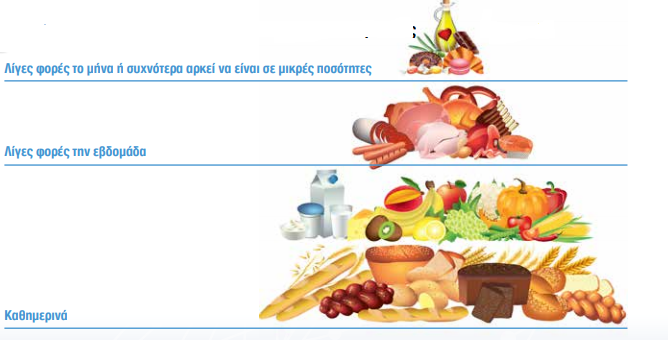 Λίγες φορές το μήνα ή συχνότερα αρκεί να είναι σε μικρές ποσότητες
Λίγες φορές την εβδομάδα
Καθημερινά